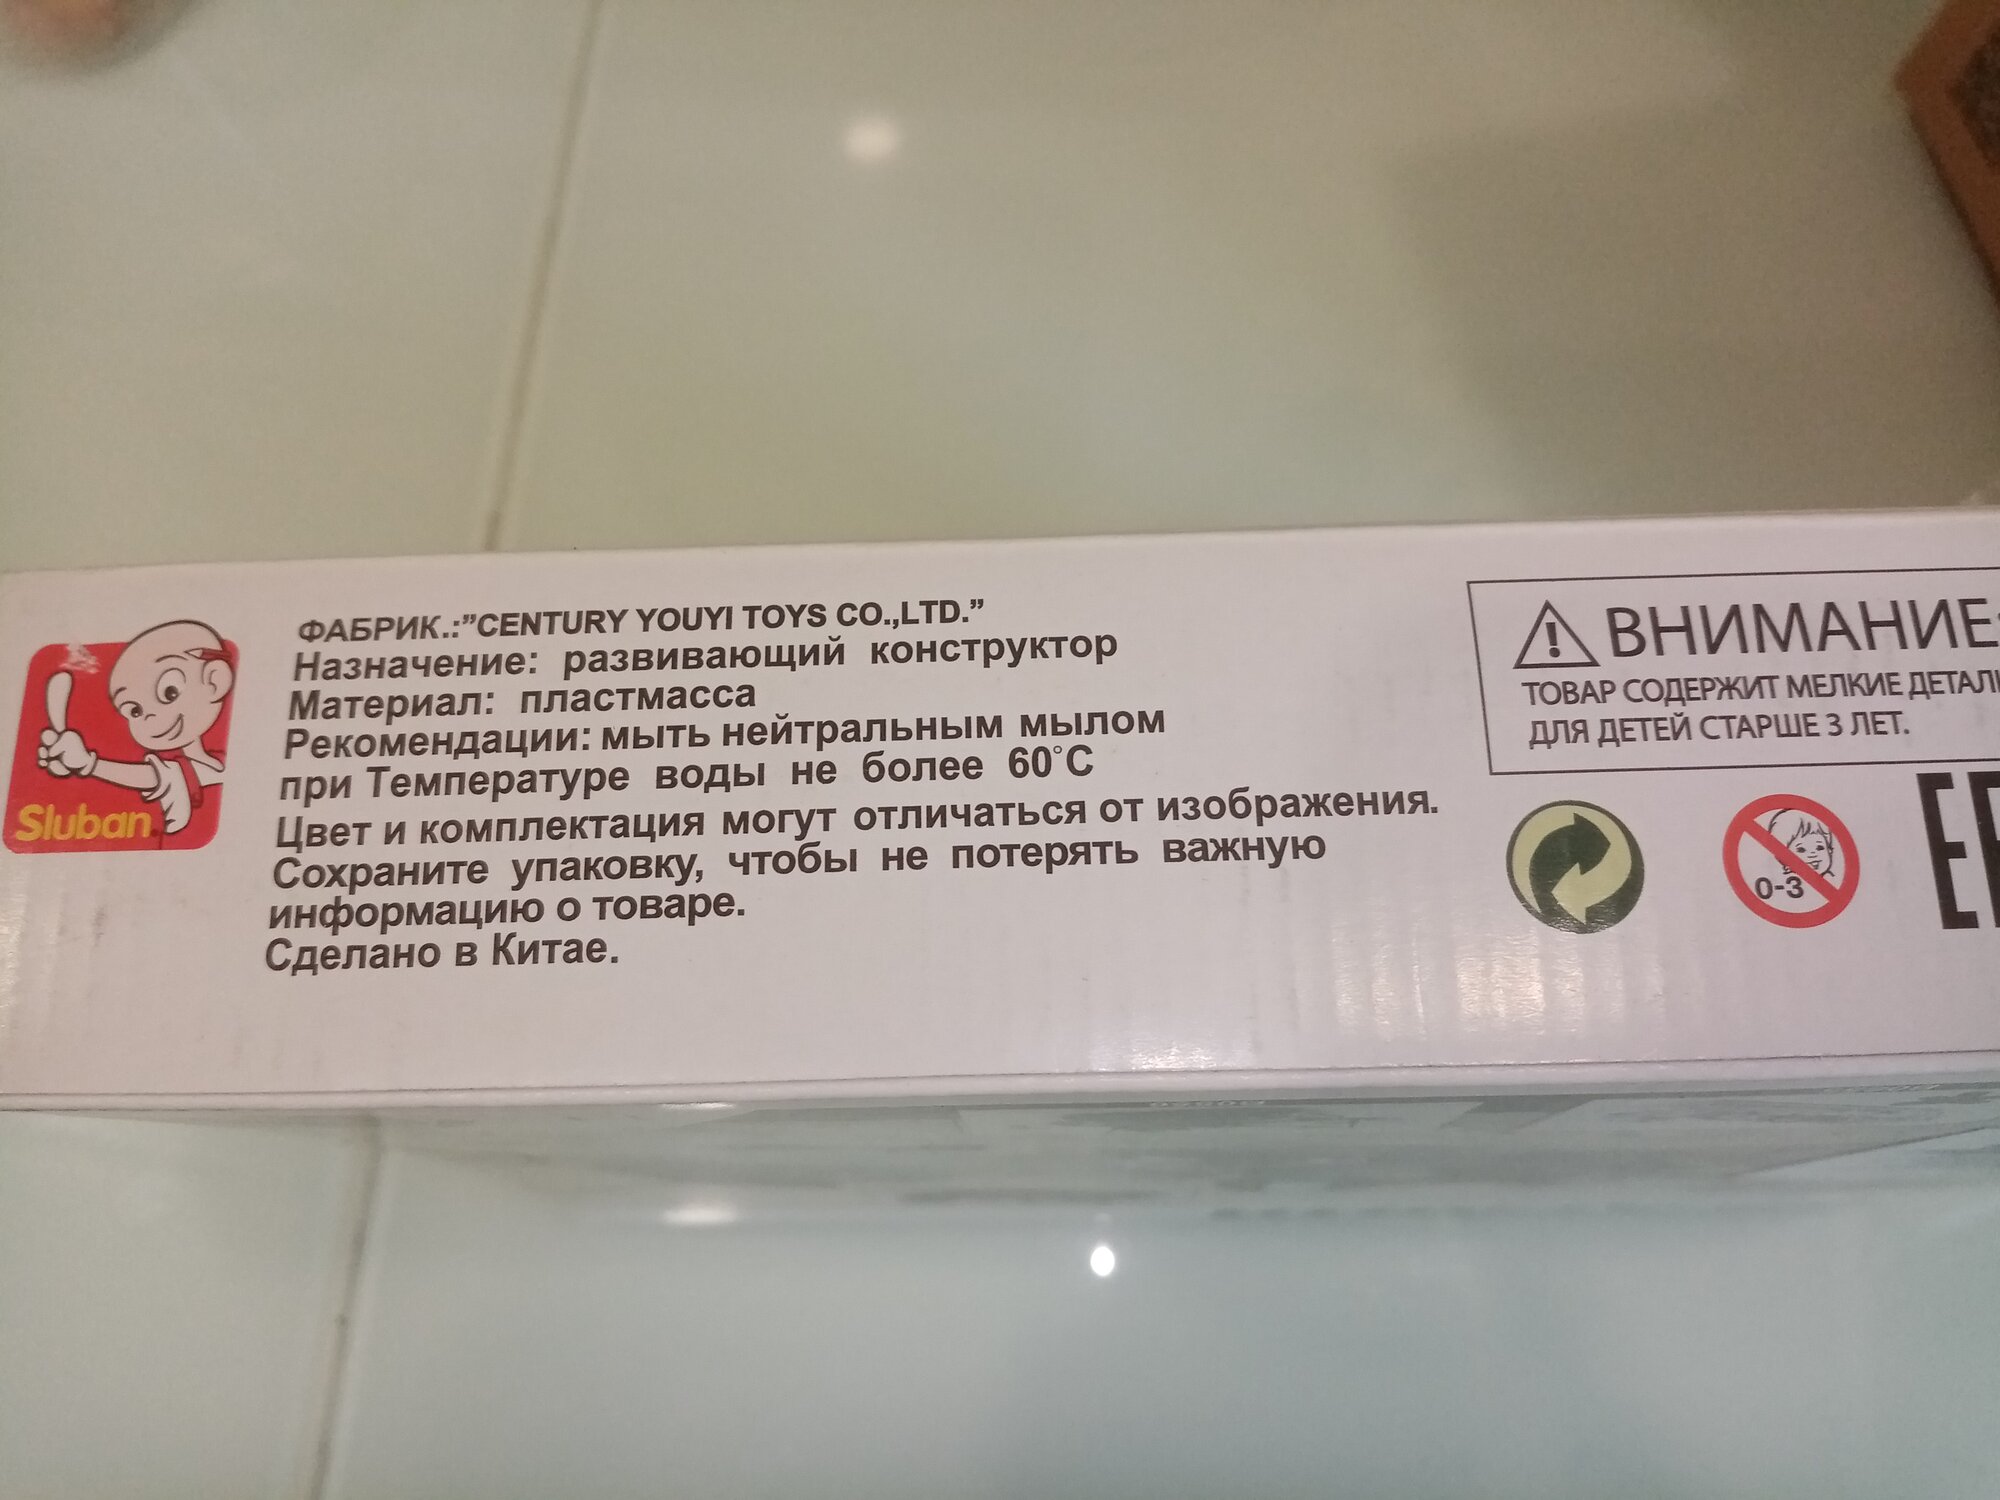 Sluban
ФАБРИК.:"CENTURY YOUYI TOYS CO.,LTD."
Назначение: развивающий конструктор
Материал: пластмасса
Рекомендации: мыть нейтральным мылом
при Температуре воды не более 60°C
Цвет и комплектация могут отличаться от изображения.
Сохраните упаковку, чтобы не потерять важную
информацию о товаре.
Сделано в Китае.
ВНИМАНИЕ:
ТОВАР СОДЕРЖИТ МЕЛКИЕ ДЕТАЛИ
ДЛЯ ДЕТЕЙ СТАРШЕ 3 ЛЕТ.
0-3